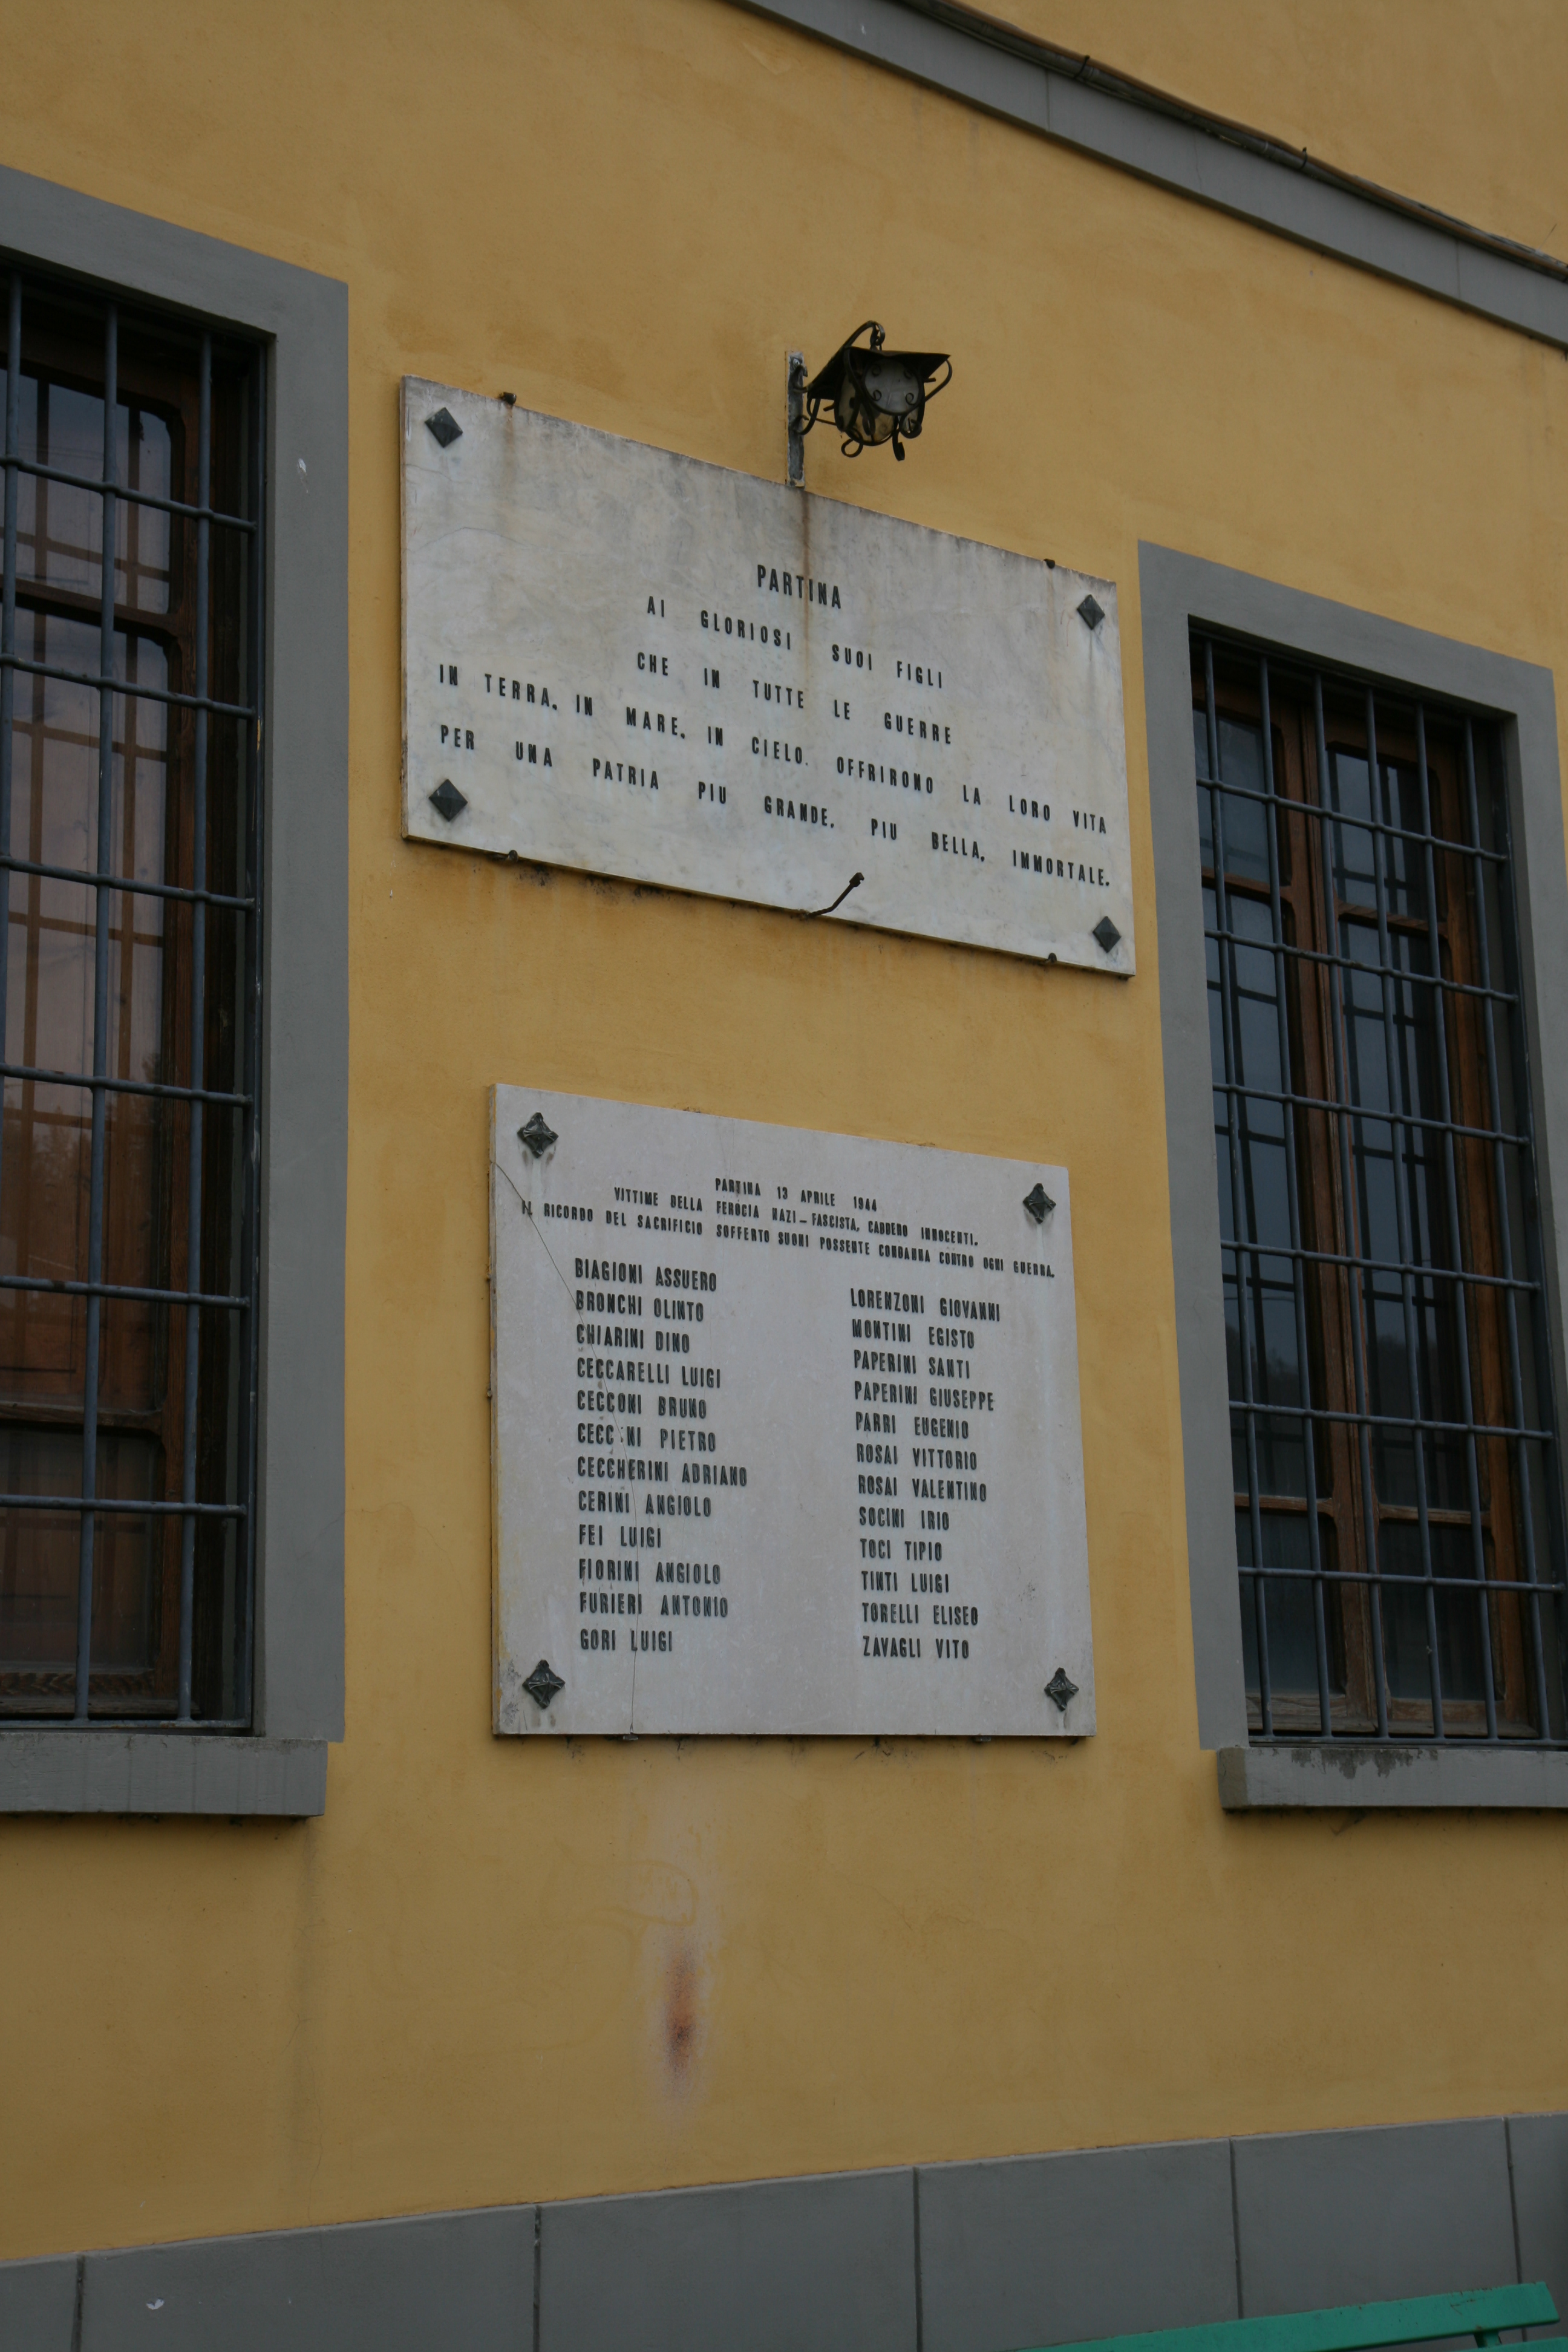 PARTINA
AI GLORIOSI SUOI FIGLI
CHE IN TUTTE LE GUERRE
IN TERRA, IN MARE, IN CIELO. OFFRIRONO LA LORO VITA
PER UNA PATRIA PIU GRANDE, PIU BELLA, IMMORTALE.
PARTINA 13 APRILE 1944
VITTIME DELLA FEROCIA NAZI-FASCISTA, CADDERO INNOCENTI.
IL RICORDO DEL SACRIFICIO SOFFERTO SUONI POSSENTE CONDANNA CONTRO OGNI GUERRA.
BIAGIONI ASSUERO
BRONCHI OLINTO
CHIARINI DINO
CECCARELLI LUIGI
CECCONI BRUNO
CECC NI PIETRO
CECCHERINI ADRIANO
CERINI ANGIOLO
FEI LUIGI
FIORINI ANGIOLO
FURIERI ANTONIO
GORI LUIGI
LORENZONI GIOVANNI
MONTINI EGISTO
PAPERINI SANTI
PAPERINI GIUSEPPE
PARRI EUGENIO
ROSAI VITTORIO
ROSAI VALENTINO
SOCINI IRIO
TOCI TIPIO
TINTI LUIGI
TORELLI ELISEO
ZAVAGLI VITO